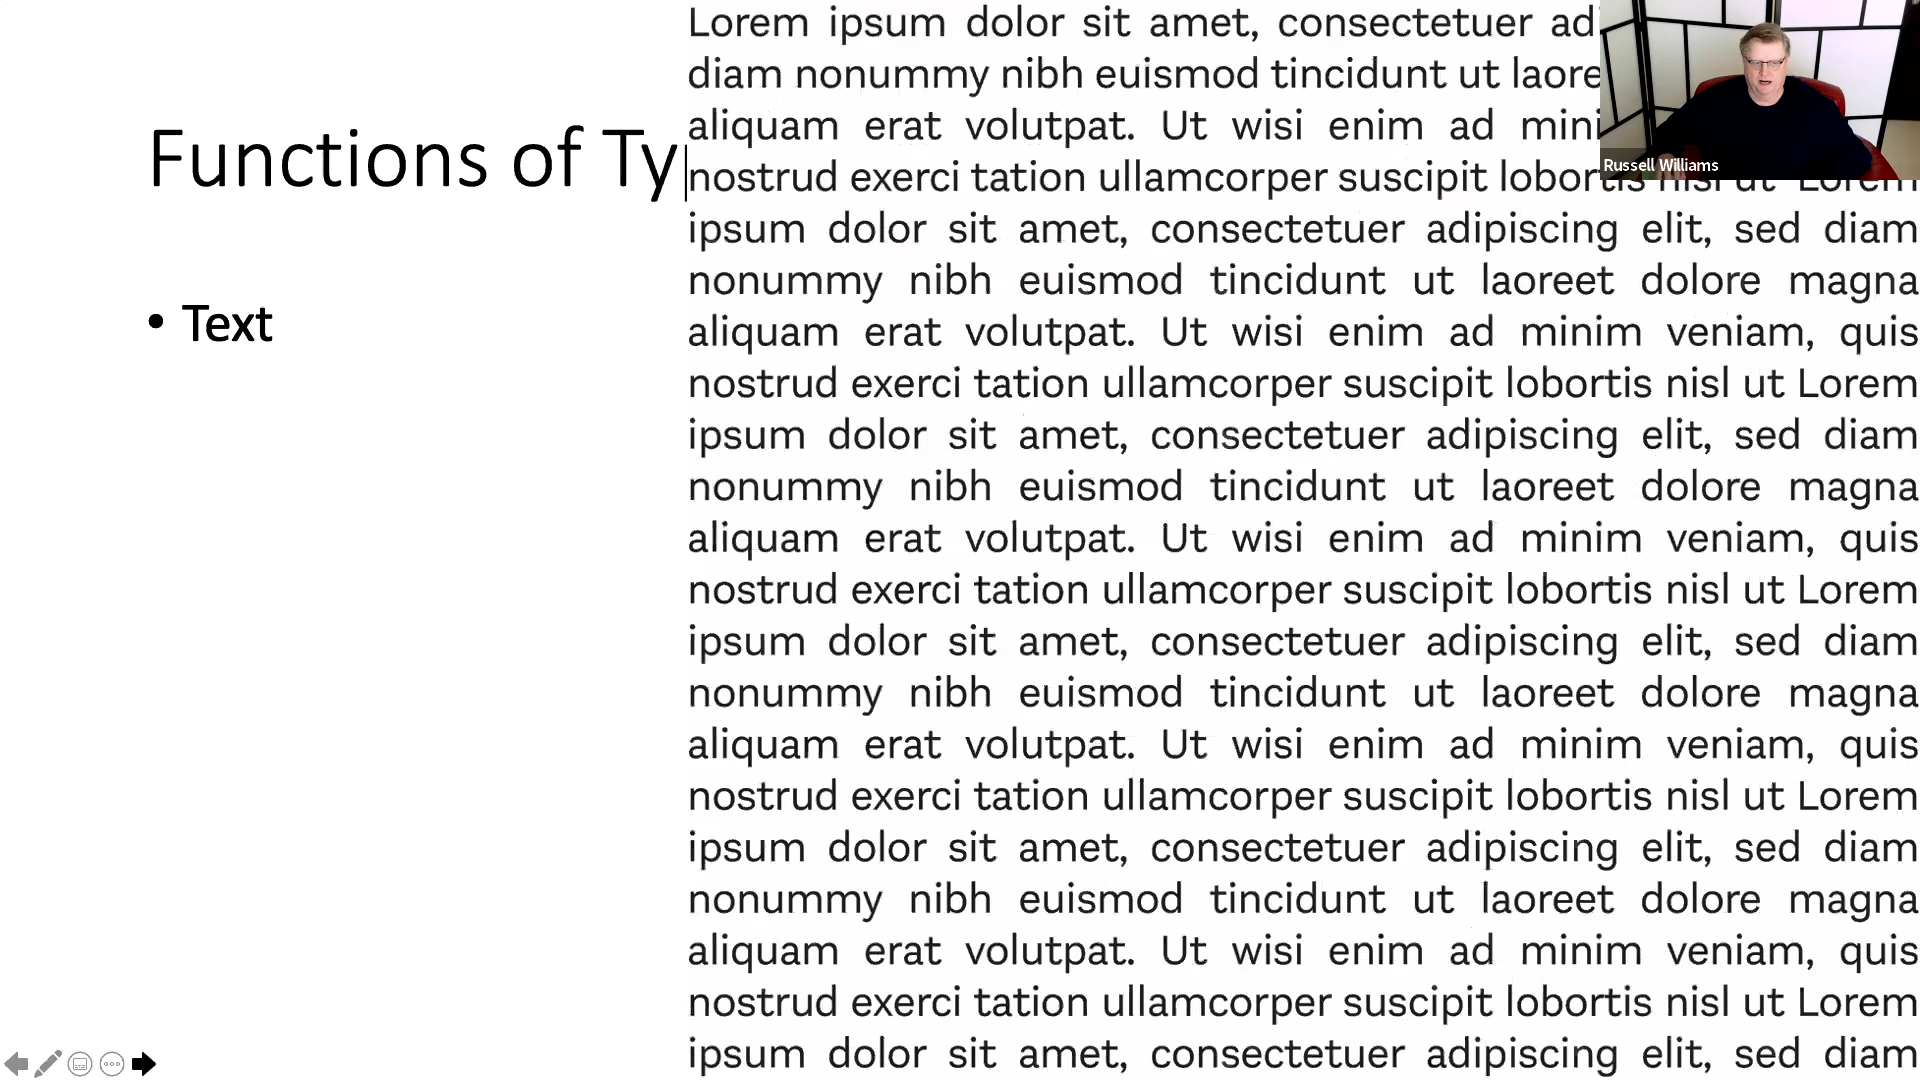 Functions of Ty
• Text
Lorem ipsum dolor sit amet, consectetuer ad
diam nonummy nibh euismod tincidunt ut laore
aliquam erat volutpat. Ut wisi enim ad mini
nostrud exerci tation ullamcorper suscipit lobortis nisl ut Lorem
ipsum dolor sit amet, consectetuer adipiscing elit, sed diam
nonummy nibh euismod tincidunt ut laoreet dolore magna
aliquam erat volutpat. Ut wisi enim ad minim veniam, quis
nostrud exerci tation ullamcorper suscipit lobortis nisl ut Lorem
ipsum dolor sit amet, consectetuer adipiscing elit, sed diam
nonummy nibh euismod tincidunt ut laoreet dolore magna
aliquam erat volutpat. Ut wisi enim ad minim veniam, quis
nostrud exerci tation ullamcorper suscipit lobortis nisl ut Lorem
ipsum dolor sit amet, consectetuer adipiscing elit, sed diam
nonummy nibh euismod tincidunt ut laoreet dolore magna
aliquam erat volutpat. Ut wisi enim ad minim veniam, quis
nostrud exerci tation ullamcorper suscipit lobortis nisl ut Lorem
ipsum dolor sit amet, consectetuer adipiscing elit, sed diam
nonummy nibh euismod tincidunt ut laoreet dolore magna
aliquam erat volutpat. Ut wisi enim ad minim veniam, quis
nostrud exerci tation ullamcorper suscipit lobortis nisl ut Lorem
ipsum dolor sit amet, consectetuer adipiscing elit, sed diam
Russell Williams